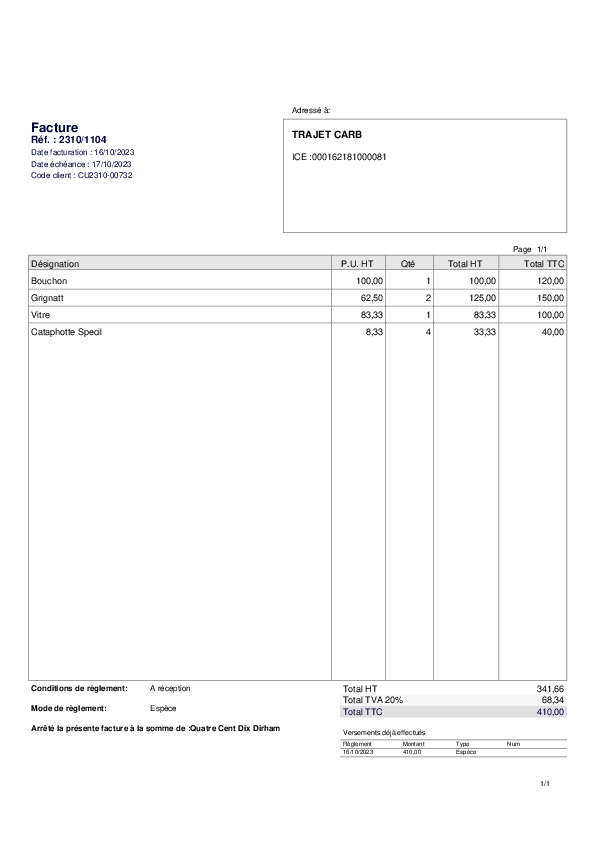 Adressé à:
Facture
Réf. : 2310/1104
Date facturation : 16/10/2023
Date échéance : 17/10/2023
Code client : CU2310-00732
TRAJET CARB
ICE :000162181000081
Page 1/1
Désignation P.U. HT Qté Total HT Total TTC
Bouchon 100,00 1 100,00 120,00
Grignatt 62,50 2 125,00 150,00
Vitre 83,33 1 83,33 100,00
Cataphotte Specil 8,33 4 33,33 40,00
Conditions de règlement: A réception
Mode de règlement: Espèce
Arrêté la présente facture à la somme de :Quatre Cent Dix Dirham
Total HT 341,66
Total TVA 20% 68,34
Total TTC 410,00
Versements déjà effectués
Règlement Montant Type Num
16/10/2023 410,00 Espèce
1/1